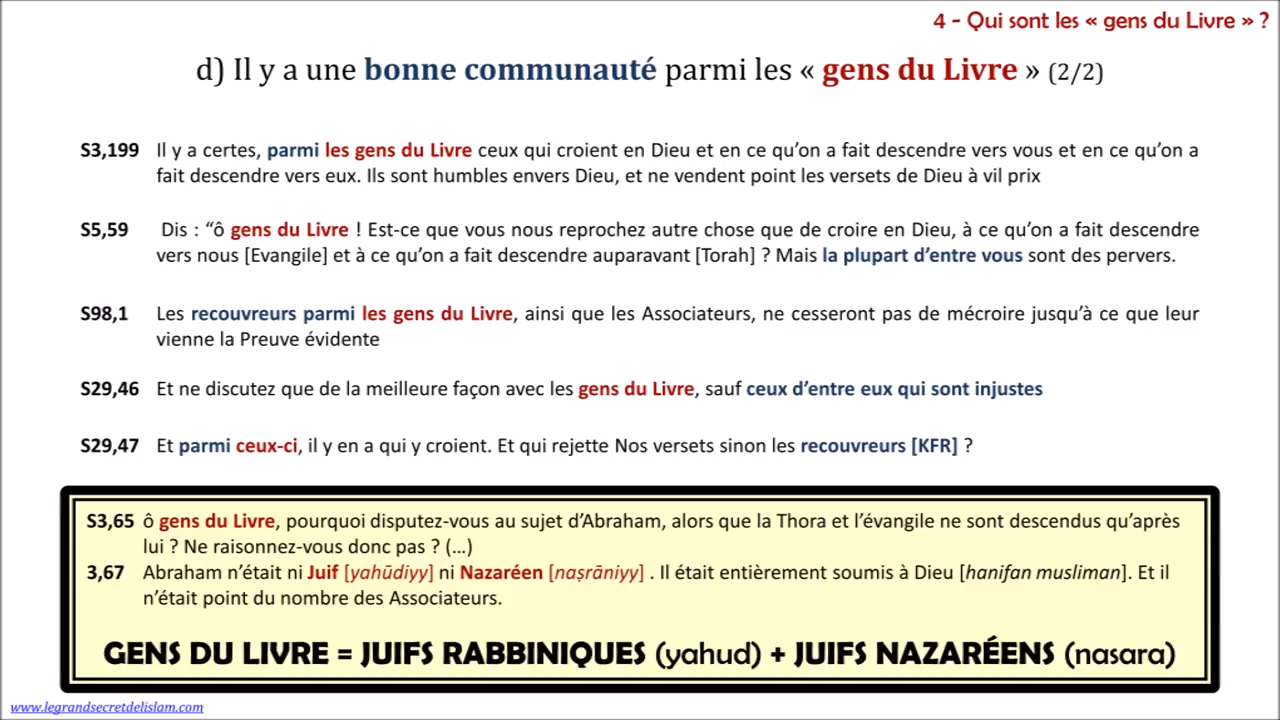 4 - Qui sont les « gens du Livre » ?
d) Il y a une bonne communauté parmi les « gens du Livre » (2/2)
S3,199 Il y a certes, parmi les gens du Livre ceux qui croient en Dieu et en ce qu’on a fait descendre vers vous et en ce qu’on a
fait descendre vers eux. Ils sont humbles envers Dieu, et ne vendent point les versets de Dieu à vil prix
S5,59 Dis : “ô gens du Livre ! Est-ce que vous nous reprochez autre chose que de croire en Dieu, à ce qu’on a fait descendre
vers nous [Evangile] et à ce qu’on a fait descendre auparavant [Torah] ? Mais la plupart d’entre vous sont des pervers.
S98,1 Les recouvreurs parmi les gens du Livre, ainsi que les Associateurs, ne cesseront pas de mécroire jusqu’à ce que leur
vienne la Preuve évidente
S29,46 Et ne discutez que de la meilleure façon avec les gens du Livre, sauf ceux d’entre eux qui sont injustes
S29,47 Et parmi ceux-ci, il y en a qui y croient. Et qui rejette Nos versets sinon les recouvreurs [KFR] ?
S3,65 ô gens du Livre, pourquoi disputez-vous au sujet d’Abraham, alors que la Thora et l’évangile ne sont descendus qu’après
lui ? Ne raisonnez-vous donc pas ? (…)
3,67 Abraham n’était ni Juif [yahūdiyy] ni Nazaréen [naṣrāniyy] . Il était entièrement soumis à Dieu [hanifan musliman]. Et il
n’était point du nombre des Associateurs.
GENS DU LIVRE = JUIFS RABBINIQUES (yahud) + JUIFS NAZARÉENS (nasara)
www.legrandsecretdelislam.com